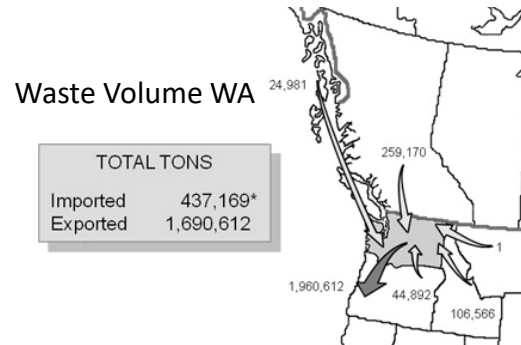 Waste Volume WA
TOTAL TONS
Imported 437,169*
Exported 1,690,612
24,981
259,170
1
1,960,612
44,892
106,566